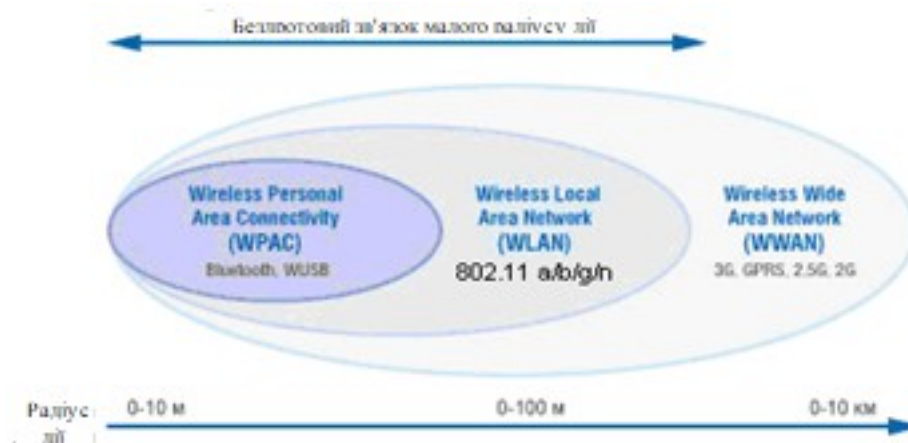 Бездротовий зв'язок малого радіусу дії
Wireless Personal
Area Connectivity
(WPAC)
Bluetooth, WUSB
Wireless Local
Area Network
(WLAN)
802.11 a/b/g/n
Wireless Wide
Area Network
(WWAN)
3G, GPRS, 2.5G, 2G
Радіус
дії
0-10 м
0-100 м
0-10 км